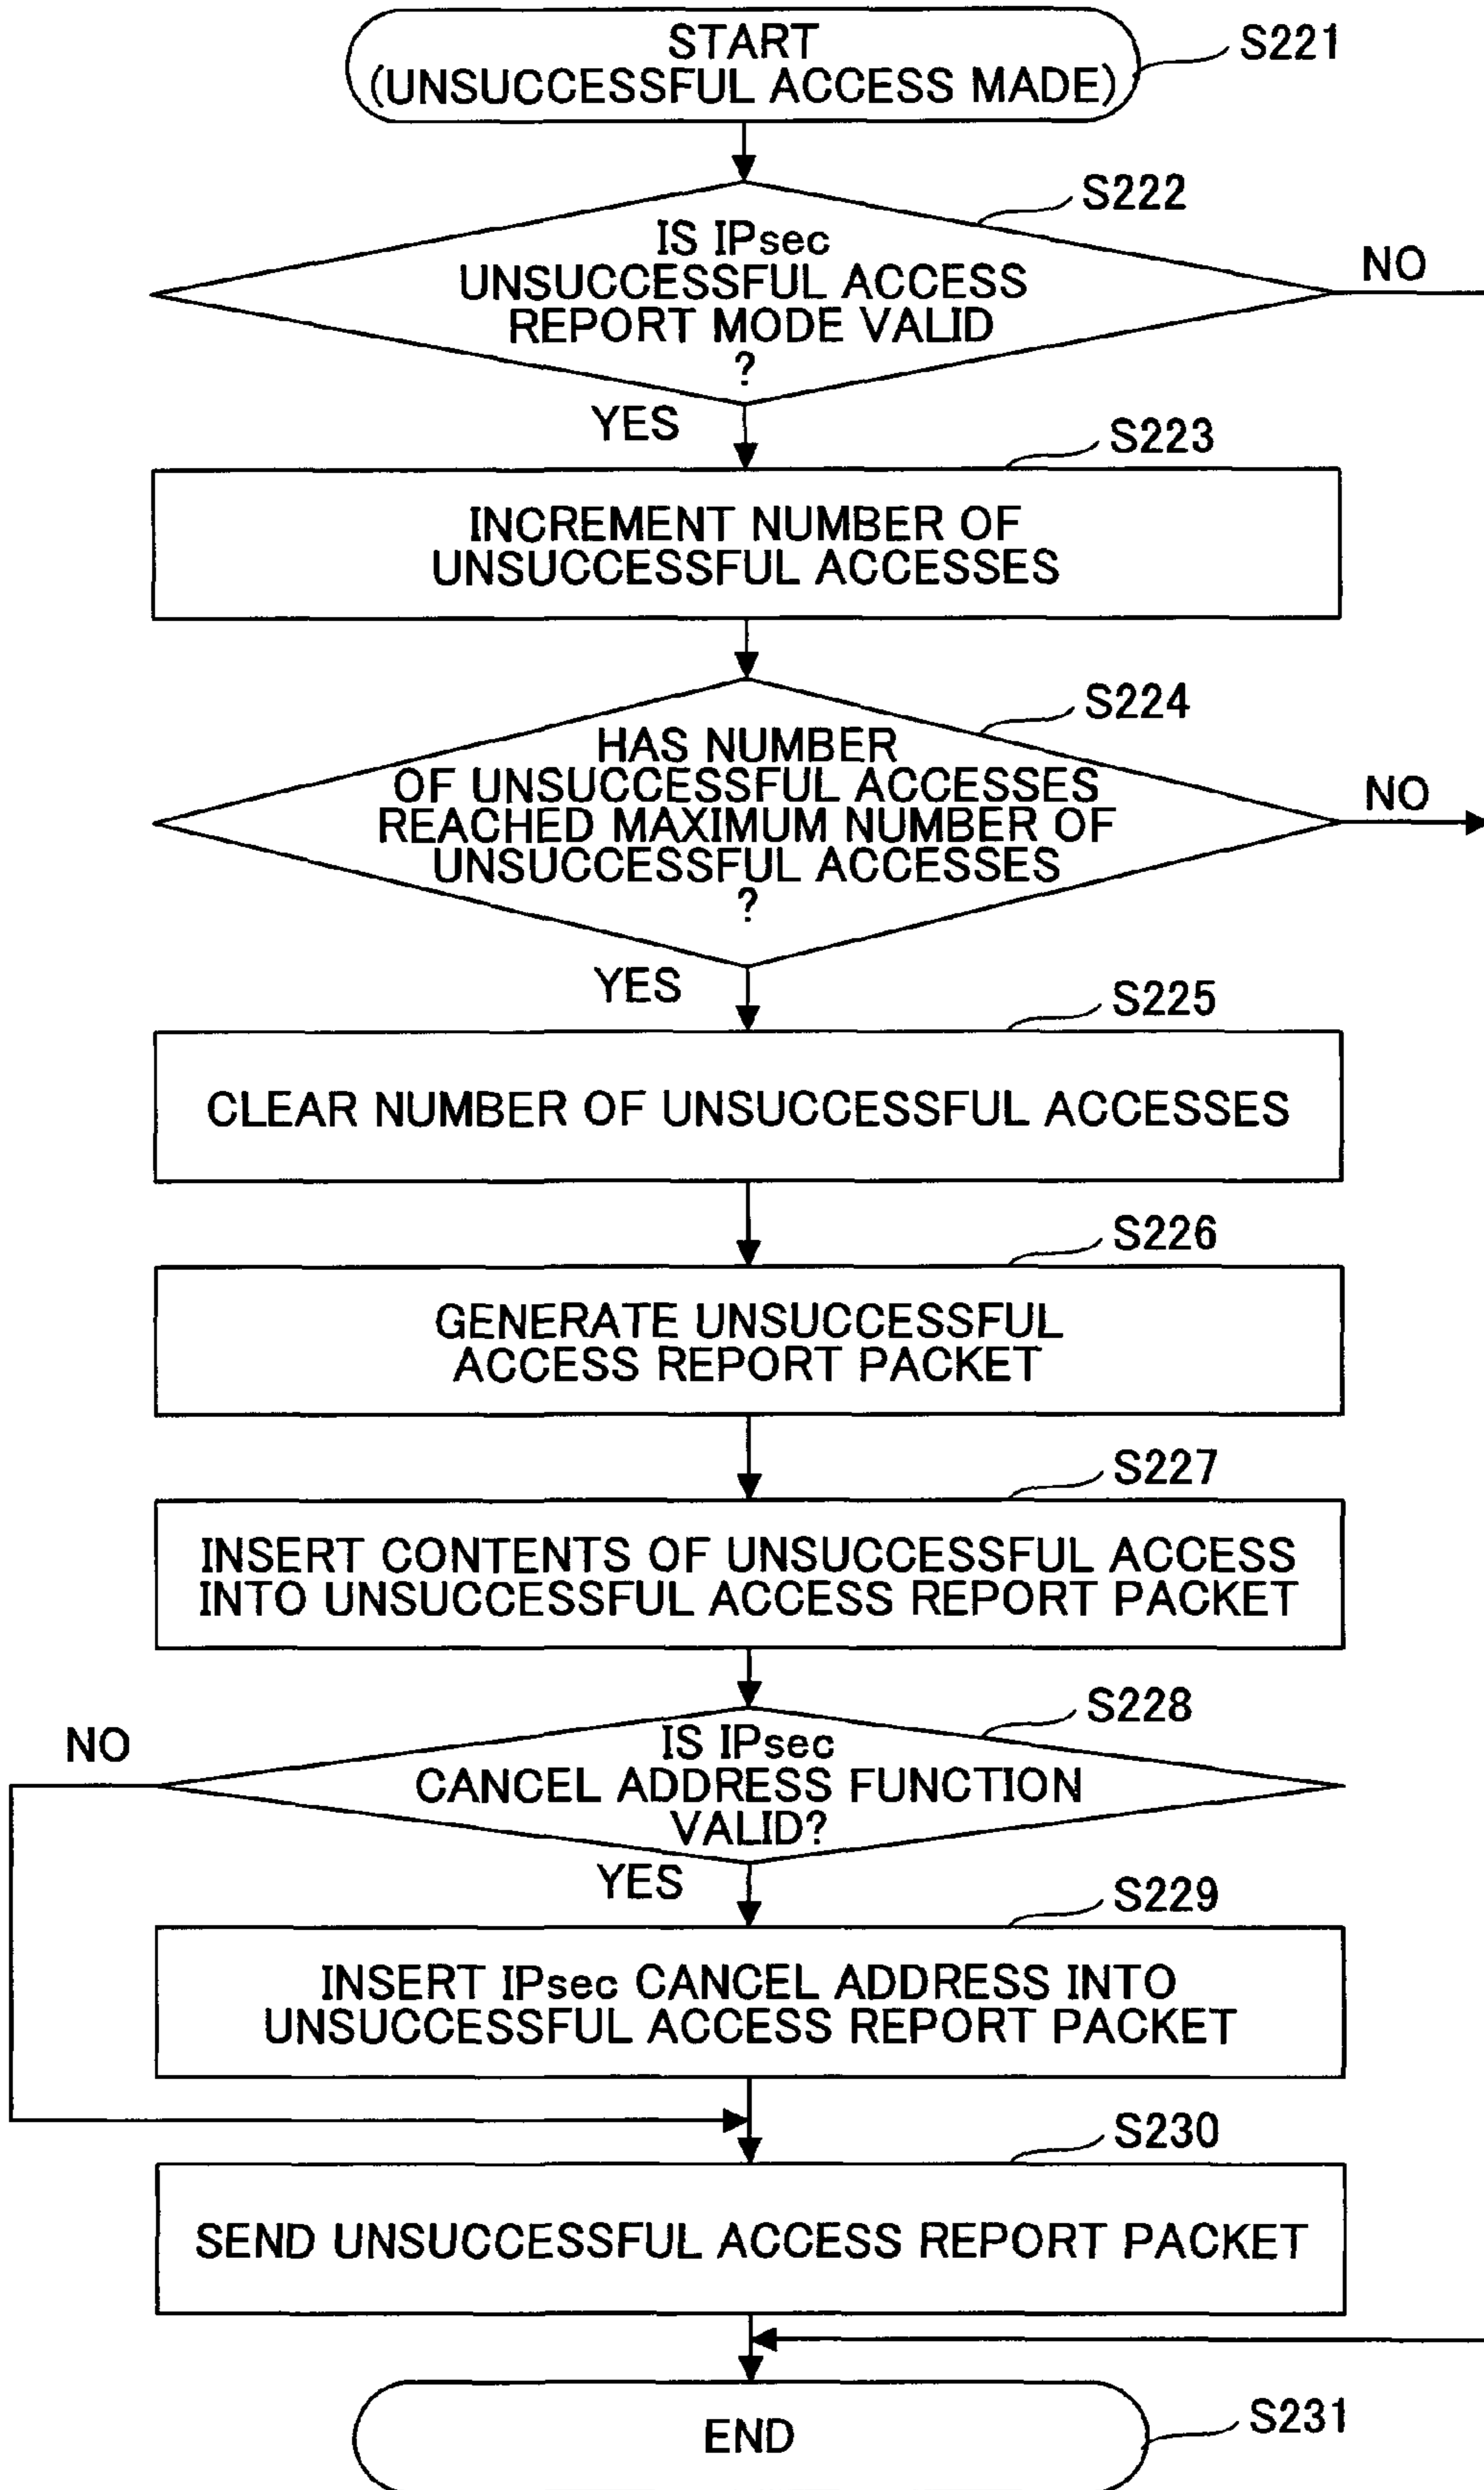 START
(UNSUCCESSFUL ACCESS MADE)
S221
S222
IS IPsec
UNSUCCESSFUL ACCESS
REPORT MODE VALID
?
NO
YES
S223
INCREMENT NUMBER OF
UNSUCCESSFUL ACCESSES
S224
HAS NUMBER
OF UNSUCCESSFUL ACCESSES
REACHED MAXIMUM NUMBER OF
UNSUCCESSFUL ACCESSES
?
NO
YES
S225
CLEAR NUMBER OF UNSUCCESSFUL ACCESSES
S226
GENERATE UNSUCCESSFUL
ACCESS REPORT PACKET
S227
INSERT CONTENTS OF UNSUCCESSFUL ACCESS
INTO UNSUCCESSFUL ACCESS REPORT PACKET
S228
NO
IS IPsec
CANCEL ADDRESS FUNCTION
VALID?
YES
S229
INSERT IPsec CANCEL ADDRESS INTO
UNSUCCESSFUL ACCESS REPORT PACKET
S230
SEND UNSUCCESSFUL ACCESS REPORT PACKET
END
S231